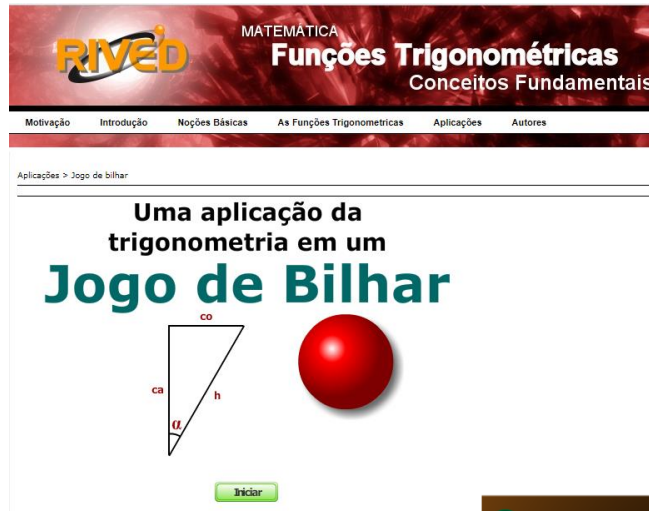 RIVED
MATEMÁTICA
Funções Trigonométricas
Conceitos Fundamentais
Motivação Introdução Noções Básicas As Funções Trigonometricas Aplicações Autores
Aplicações > Jogo de bilhar
Uma aplicação da
trigonometria em um
Jogo de Bilhar
co
ca
h
α
Iniciar